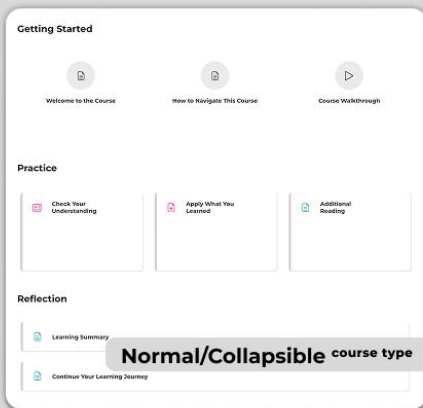 Getting Started
Welcome to the Course
How to Navigate This Course
Course Walkthrough
Practice
Check Your
Understanding
Apply What You
Learned
Additional
Reading
Reflection
Learning Summary
Normal/Collapsible course type
Continue Your Learning Journey